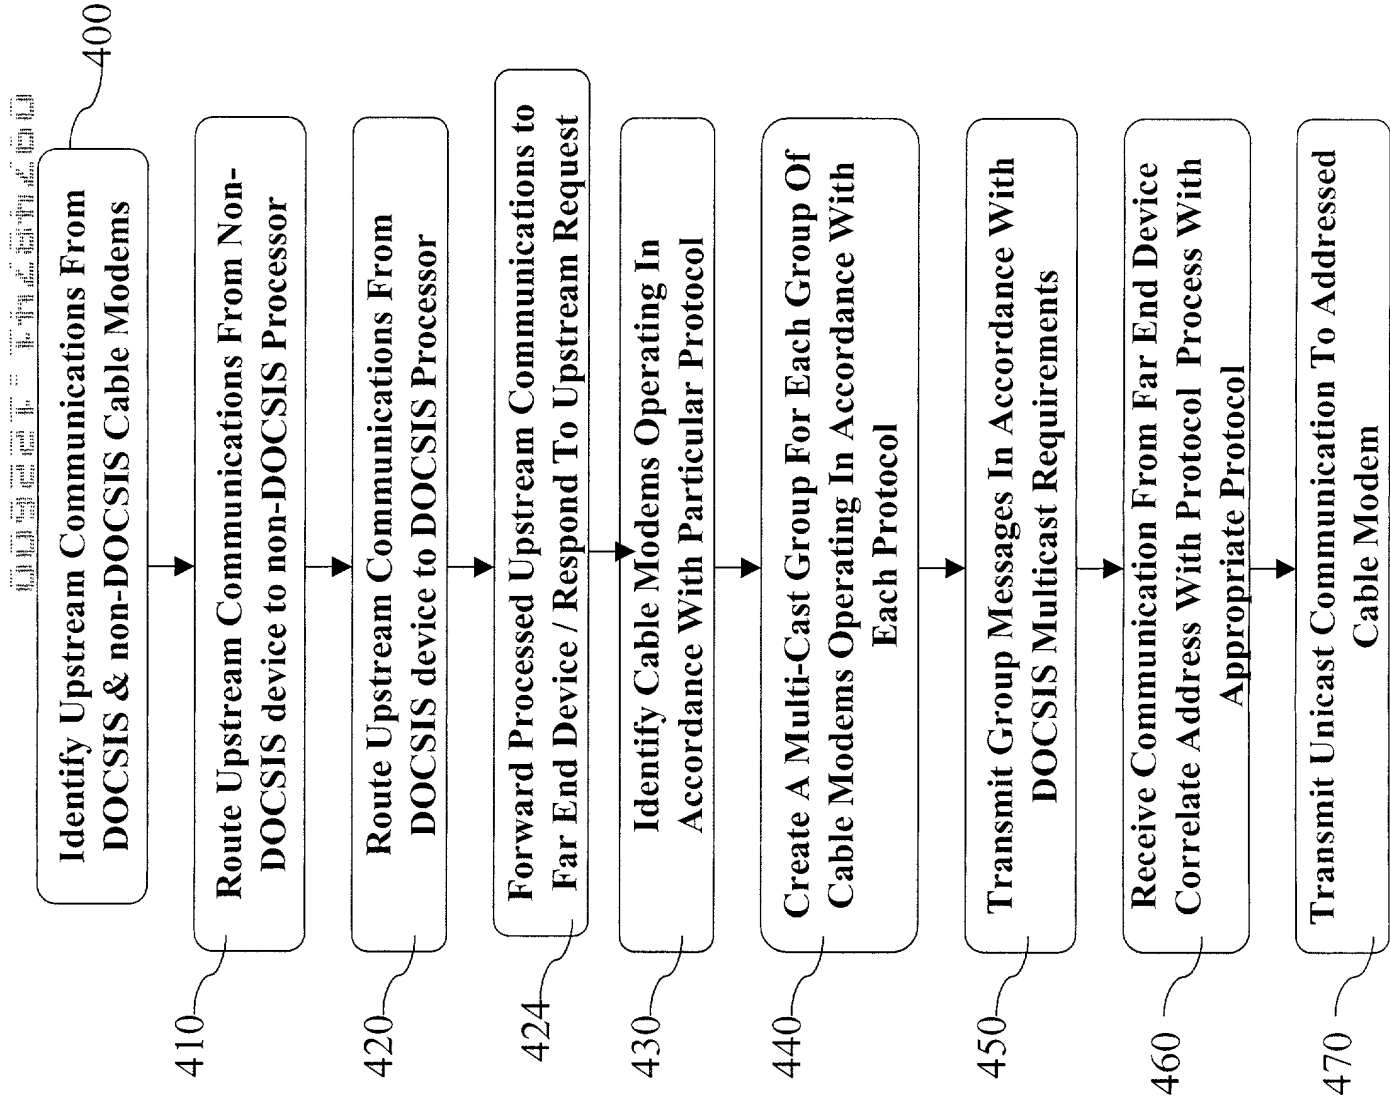 400
Identify Upstream Communications From
DOCSIS & non-DOCSIS Cable Modems
410
Route Upstream Communications From Non-
DOCSIS device to non-DOCSIS Processor
420
Route Upstream Communications From
DOCSIS device to DOCSIS Processor
424
Forward Processed Upstream Communications to
Far End Device / Respond To Upstream Request
430
Identify Cable Modems Operating In
Accordance With Particular Protocol
440
Create A Multi-Cast Group For Each Group Of
Cable Modems Operating In Accordance With
Each Protocol
450
Transmit Group Messages In Accordance With
DOCSIS Multicast Requirements
460
Receive Communication From Far End Device
Correlate Address With Protocol Process With
Appropriate Protocol
470
Transmit Unicast Communication To Addressed
Cable Modem